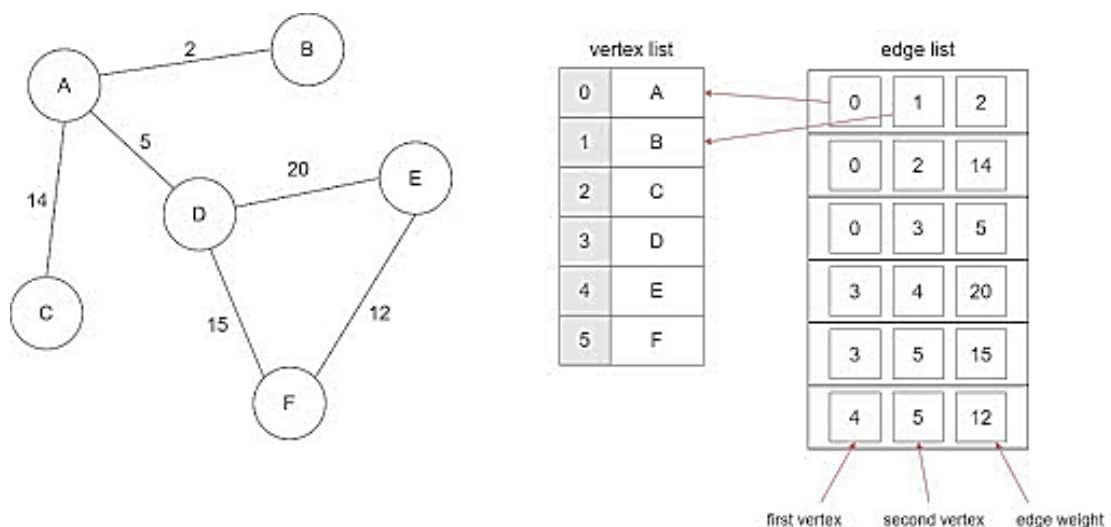 2
B
A
5
20
E
14
D
C
15
12
F
vertex list
0 A
1 B
2 C
3 D
4 E
5 F
edge list
0 1 2
0 2 14
0 3 5
3 4 20
3 5 15
4 5 12
first vertex second vertex edge weight